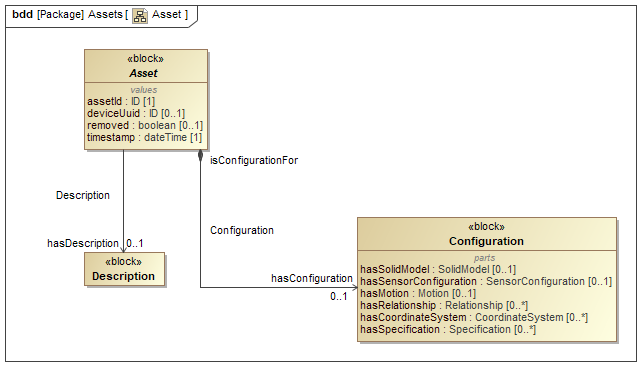 bdd [Package] Assets [ Asset ]
«block»
Asset
values
assetId : ID [1]
deviceUuid : ID [0..1]
removed : boolean [0..1]
timestamp : dateTime [1]
isConfigurationFor
Description
Configuration
hasDescription 0..1
«block»
Description
hasConfiguration
0..1
«block»
Configuration
parts
hasSolidModel : SolidModel [0..1]
hasSensorConfiguration : SensorConfiguration [0..1]
hasMotion : Motion [0..1]
hasRelationship : Relationship [0..*]
hasCoordinateSystem : CoordinateSystem [0..*]
hasSpecification : Specification [0..*]